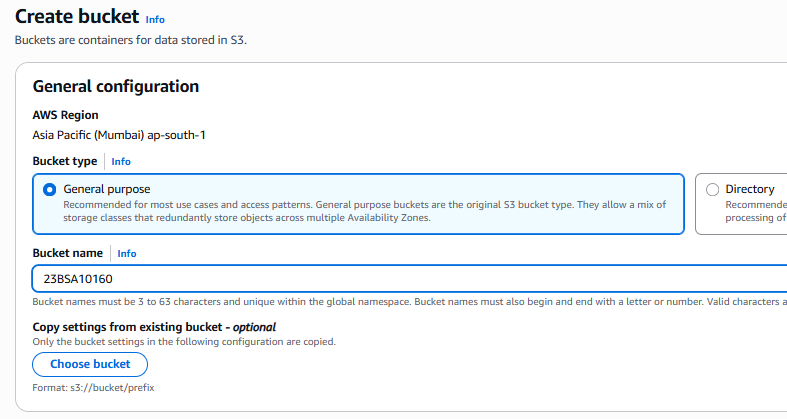 Create bucket Info
Buckets are containers for data stored in S3.
General configuration
AWS Region
Asia Pacific (Mumbai) ap-south-1
Bucket type Info
General purpose
Recommended for most use cases and access patterns. General purpose buckets are the original S3 bucket type. They allow a mix of
storage classes that redundantly store objects across multiple Availability Zones.
Directory
Recommende
processing of
Bucket name Info
23BSA10160
Bucket names must be 3 to 63 characters and unique within the global namespace. Bucket names must also begin and end with a letter or number. Valid characters a
Copy settings from existing bucket - optional
Only the bucket settings in the following configuration are copied.
Choose bucket
Format: s3://bucket/prefix